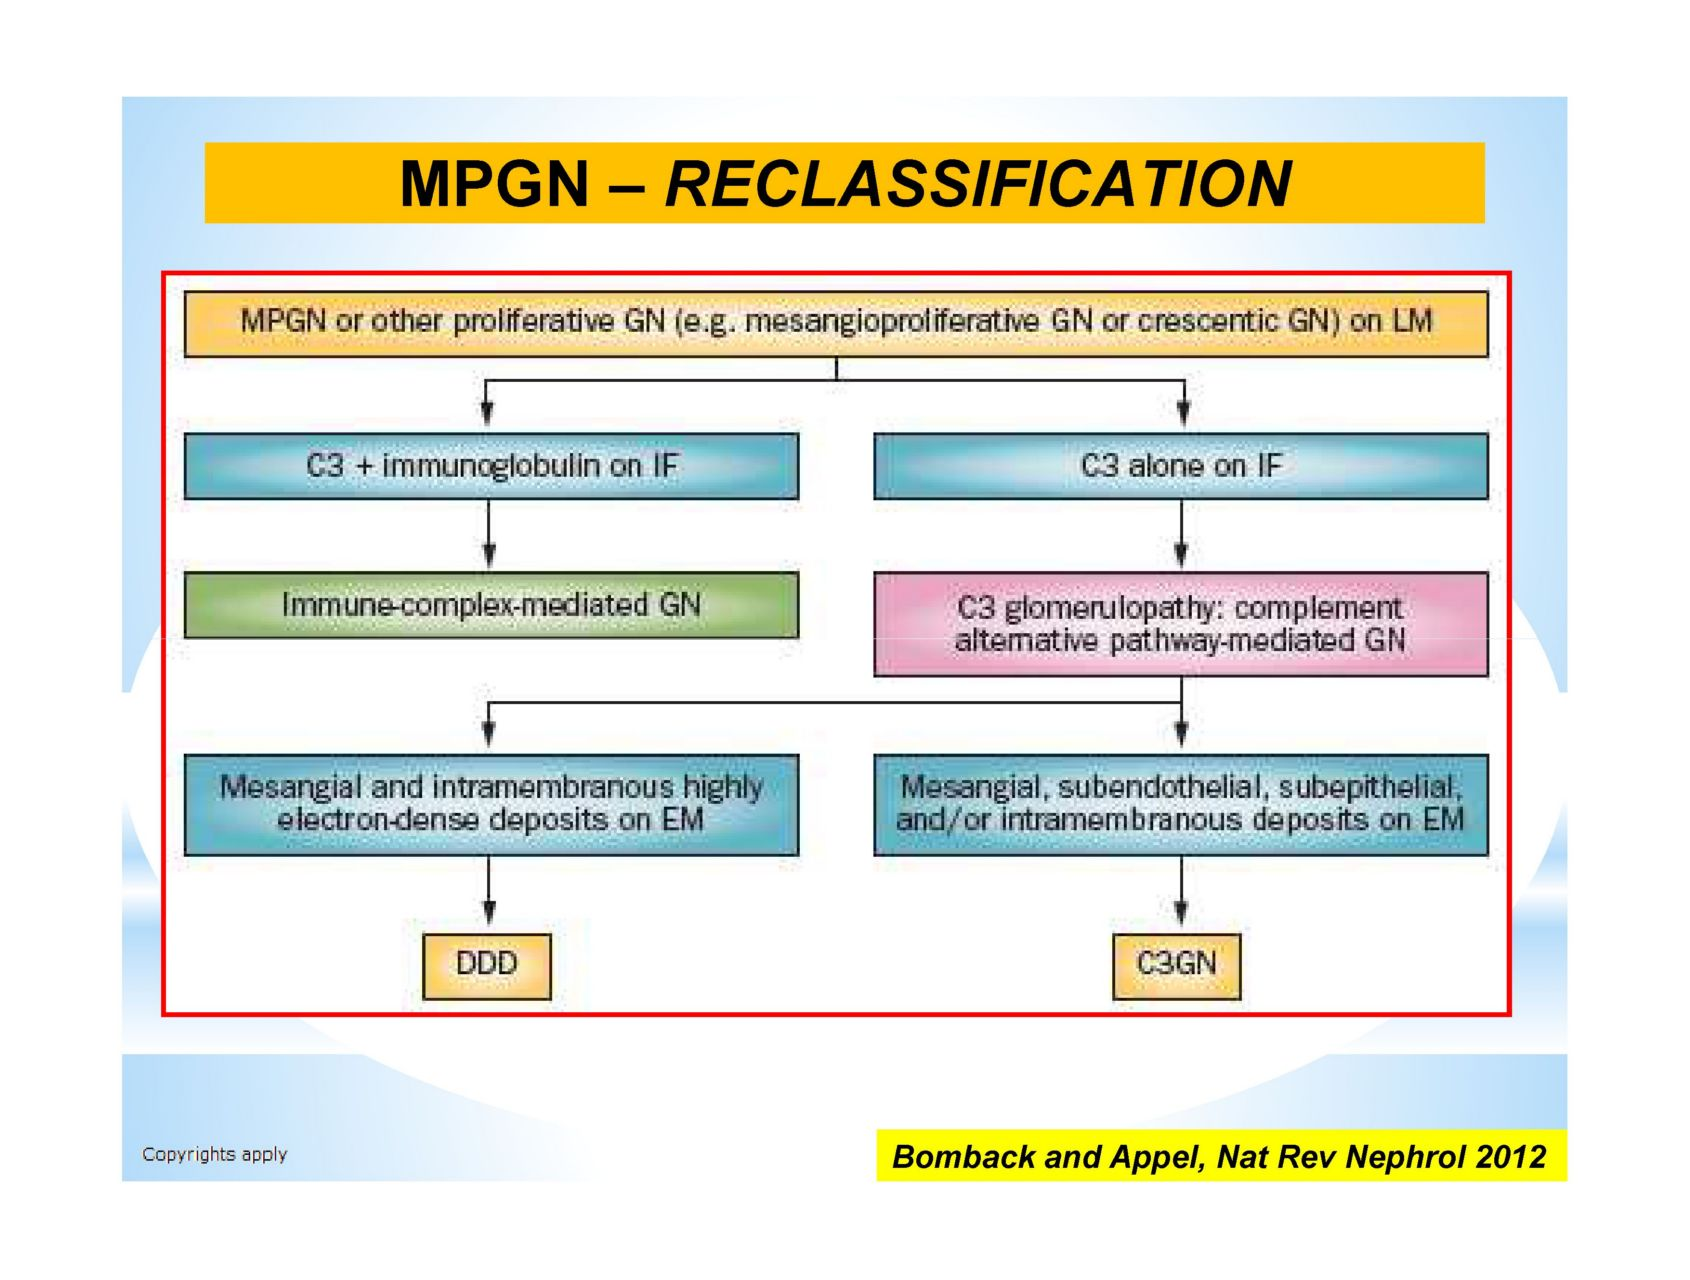 MPGN – RECLASSIFICATION
MPGN or other proliferative GN (e.g. mesangioproliferative GN or crescentic GN) on LM
C3 + immunoglobulin on IF
C3 alone on IF
Immune-complex-mediated GN
C3 glomerulopathy: complement
alternative pathway-mediated GN
Mesangial and intramembranous highly
electron-dense deposits on EM
Mesangial, subendothelial, subepithelial,
and/or intramembranous deposits on EM
DDD
C3GN
Copyrights apply
Bomback and Appel, Nat Rev Nephrol 2012